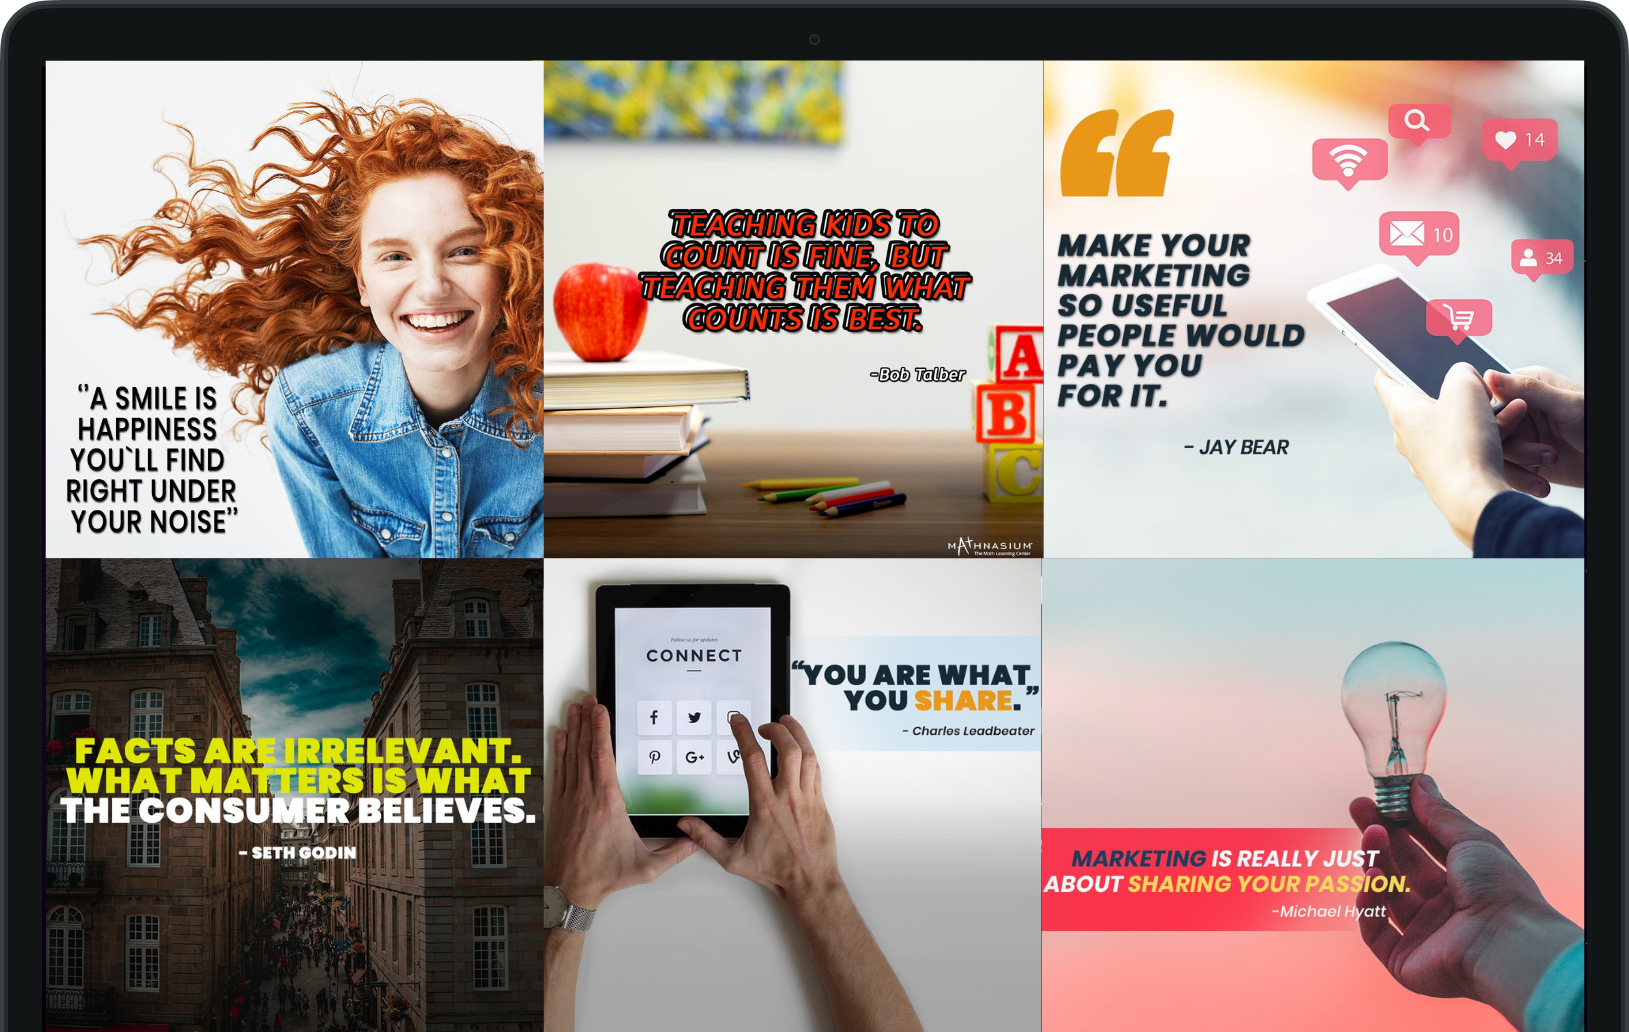 ‘’A SMILE IS
HAPPINESS
YOU`LL FIND
RIGHT UNDER
YOUR NOISE’’
TEACHING KIDS TO
COUNT IS FINE, BUT
TEACHING THEM WHAT
COUNTS IS BEST.
-Bob Talber
A
B
C
MATHNASIUM
The Math Learning Center
“
14
10
34
MAKE YOUR
MARKETING
SO USEFUL
PEOPLE WOULD
PAY YOU
FOR IT.
- JAY BEAR
FACTS ARE IRRELEVANT.
WHAT MATTERS IS WHAT
THE CONSUMER BELIEVES.
- SETH GODIN
Follow us for updates
CONNECT
G+
“YOU ARE WHAT
YOU SHARE.”
- Charles Leadbeater
MARKETING IS REALLY JUST
ABOUT SHARING YOUR PASSION.
-Michael Hyatt